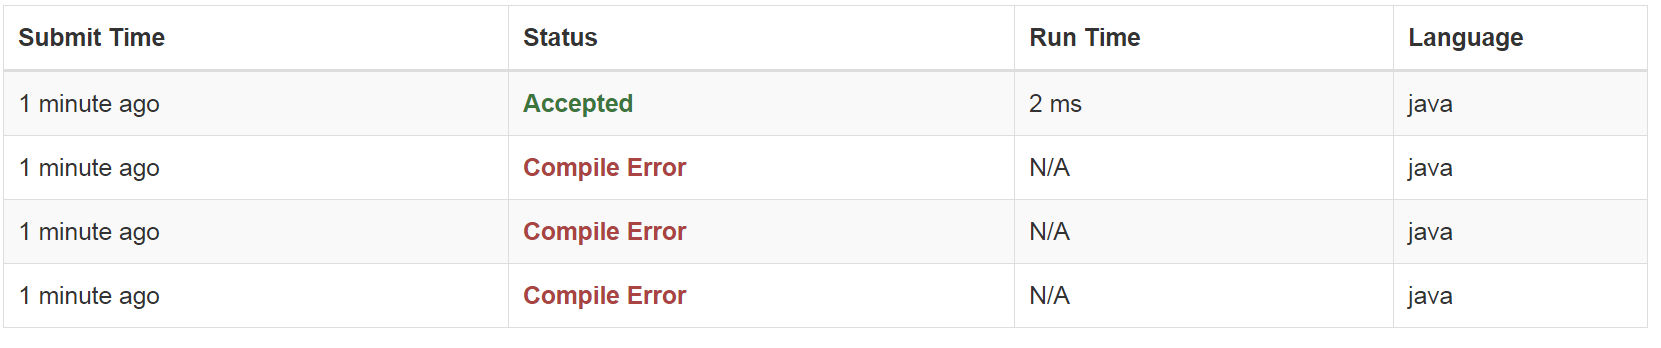 Submit Time Status Run Time Language
1 minute ago Accepted 2 ms java
1 minute ago Compile Error N/A java
1 minute ago Compile Error N/A java
1 minute ago Compile Error N/A java